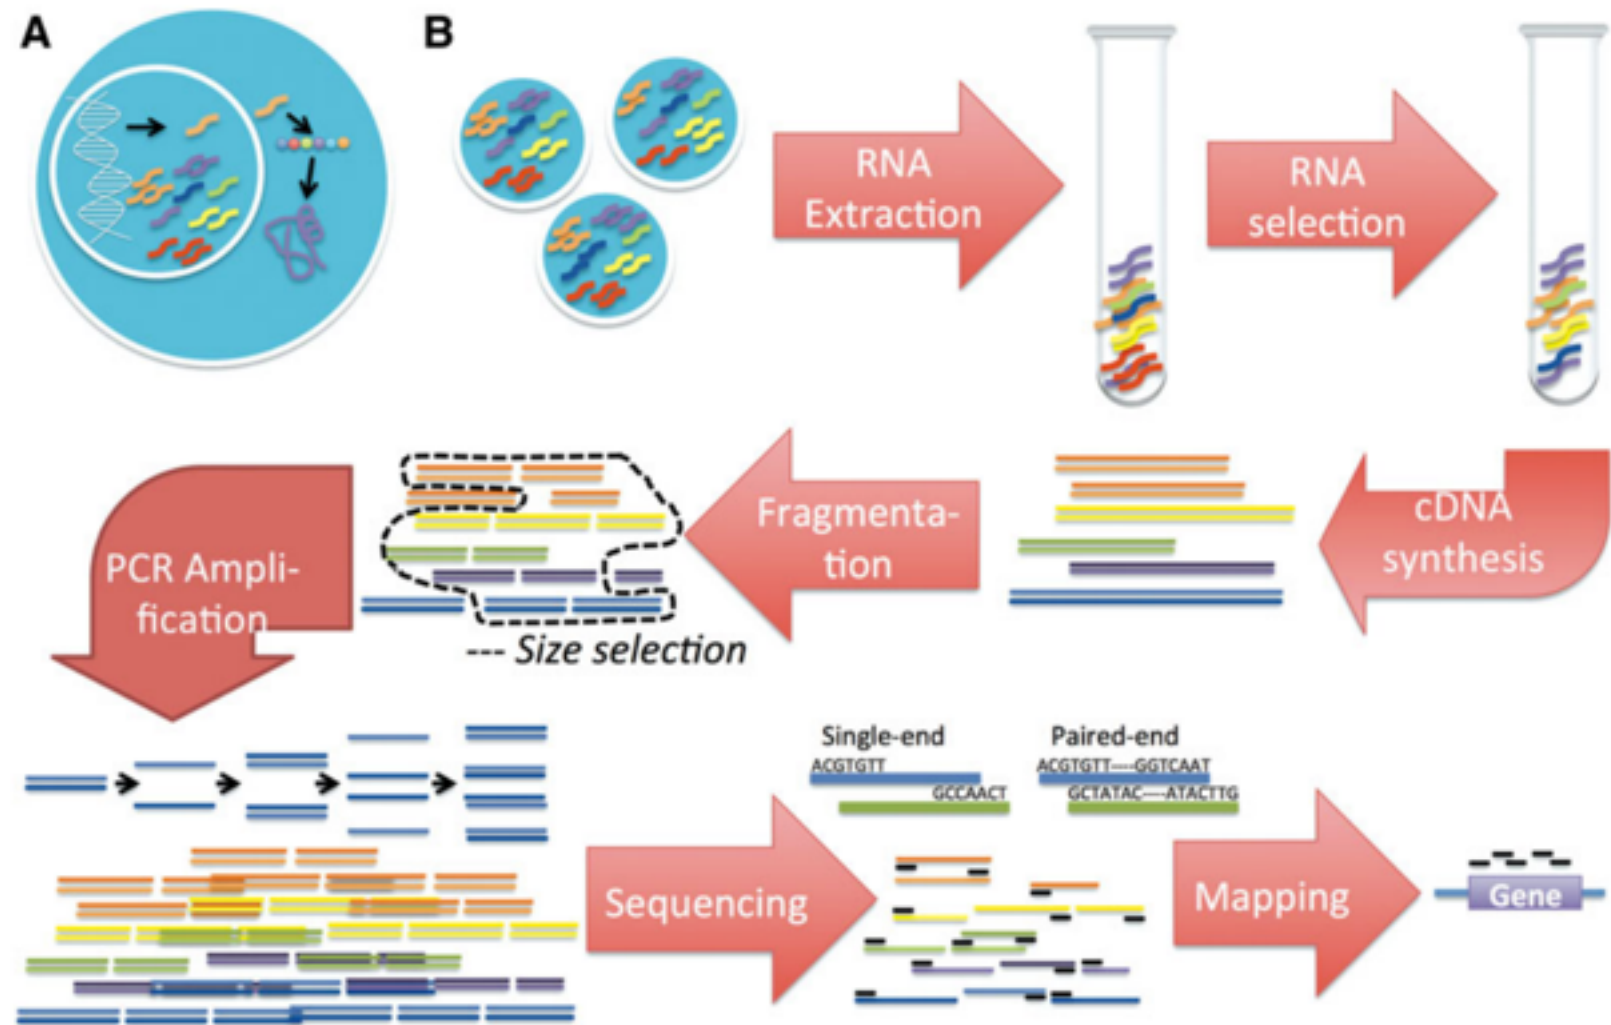 A
B
RNA
Extraction
RNA
selection
cDNA
synthesis
Fragmenta-
tion
--- Size selection
PCR Ampli-
fication
Single-end
ACGTGTT
GCCAACT
Paired-end
ACGTGTT----GGTCAAT
GCTATAC----ATACTTG
Sequencing
Mapping
Gene